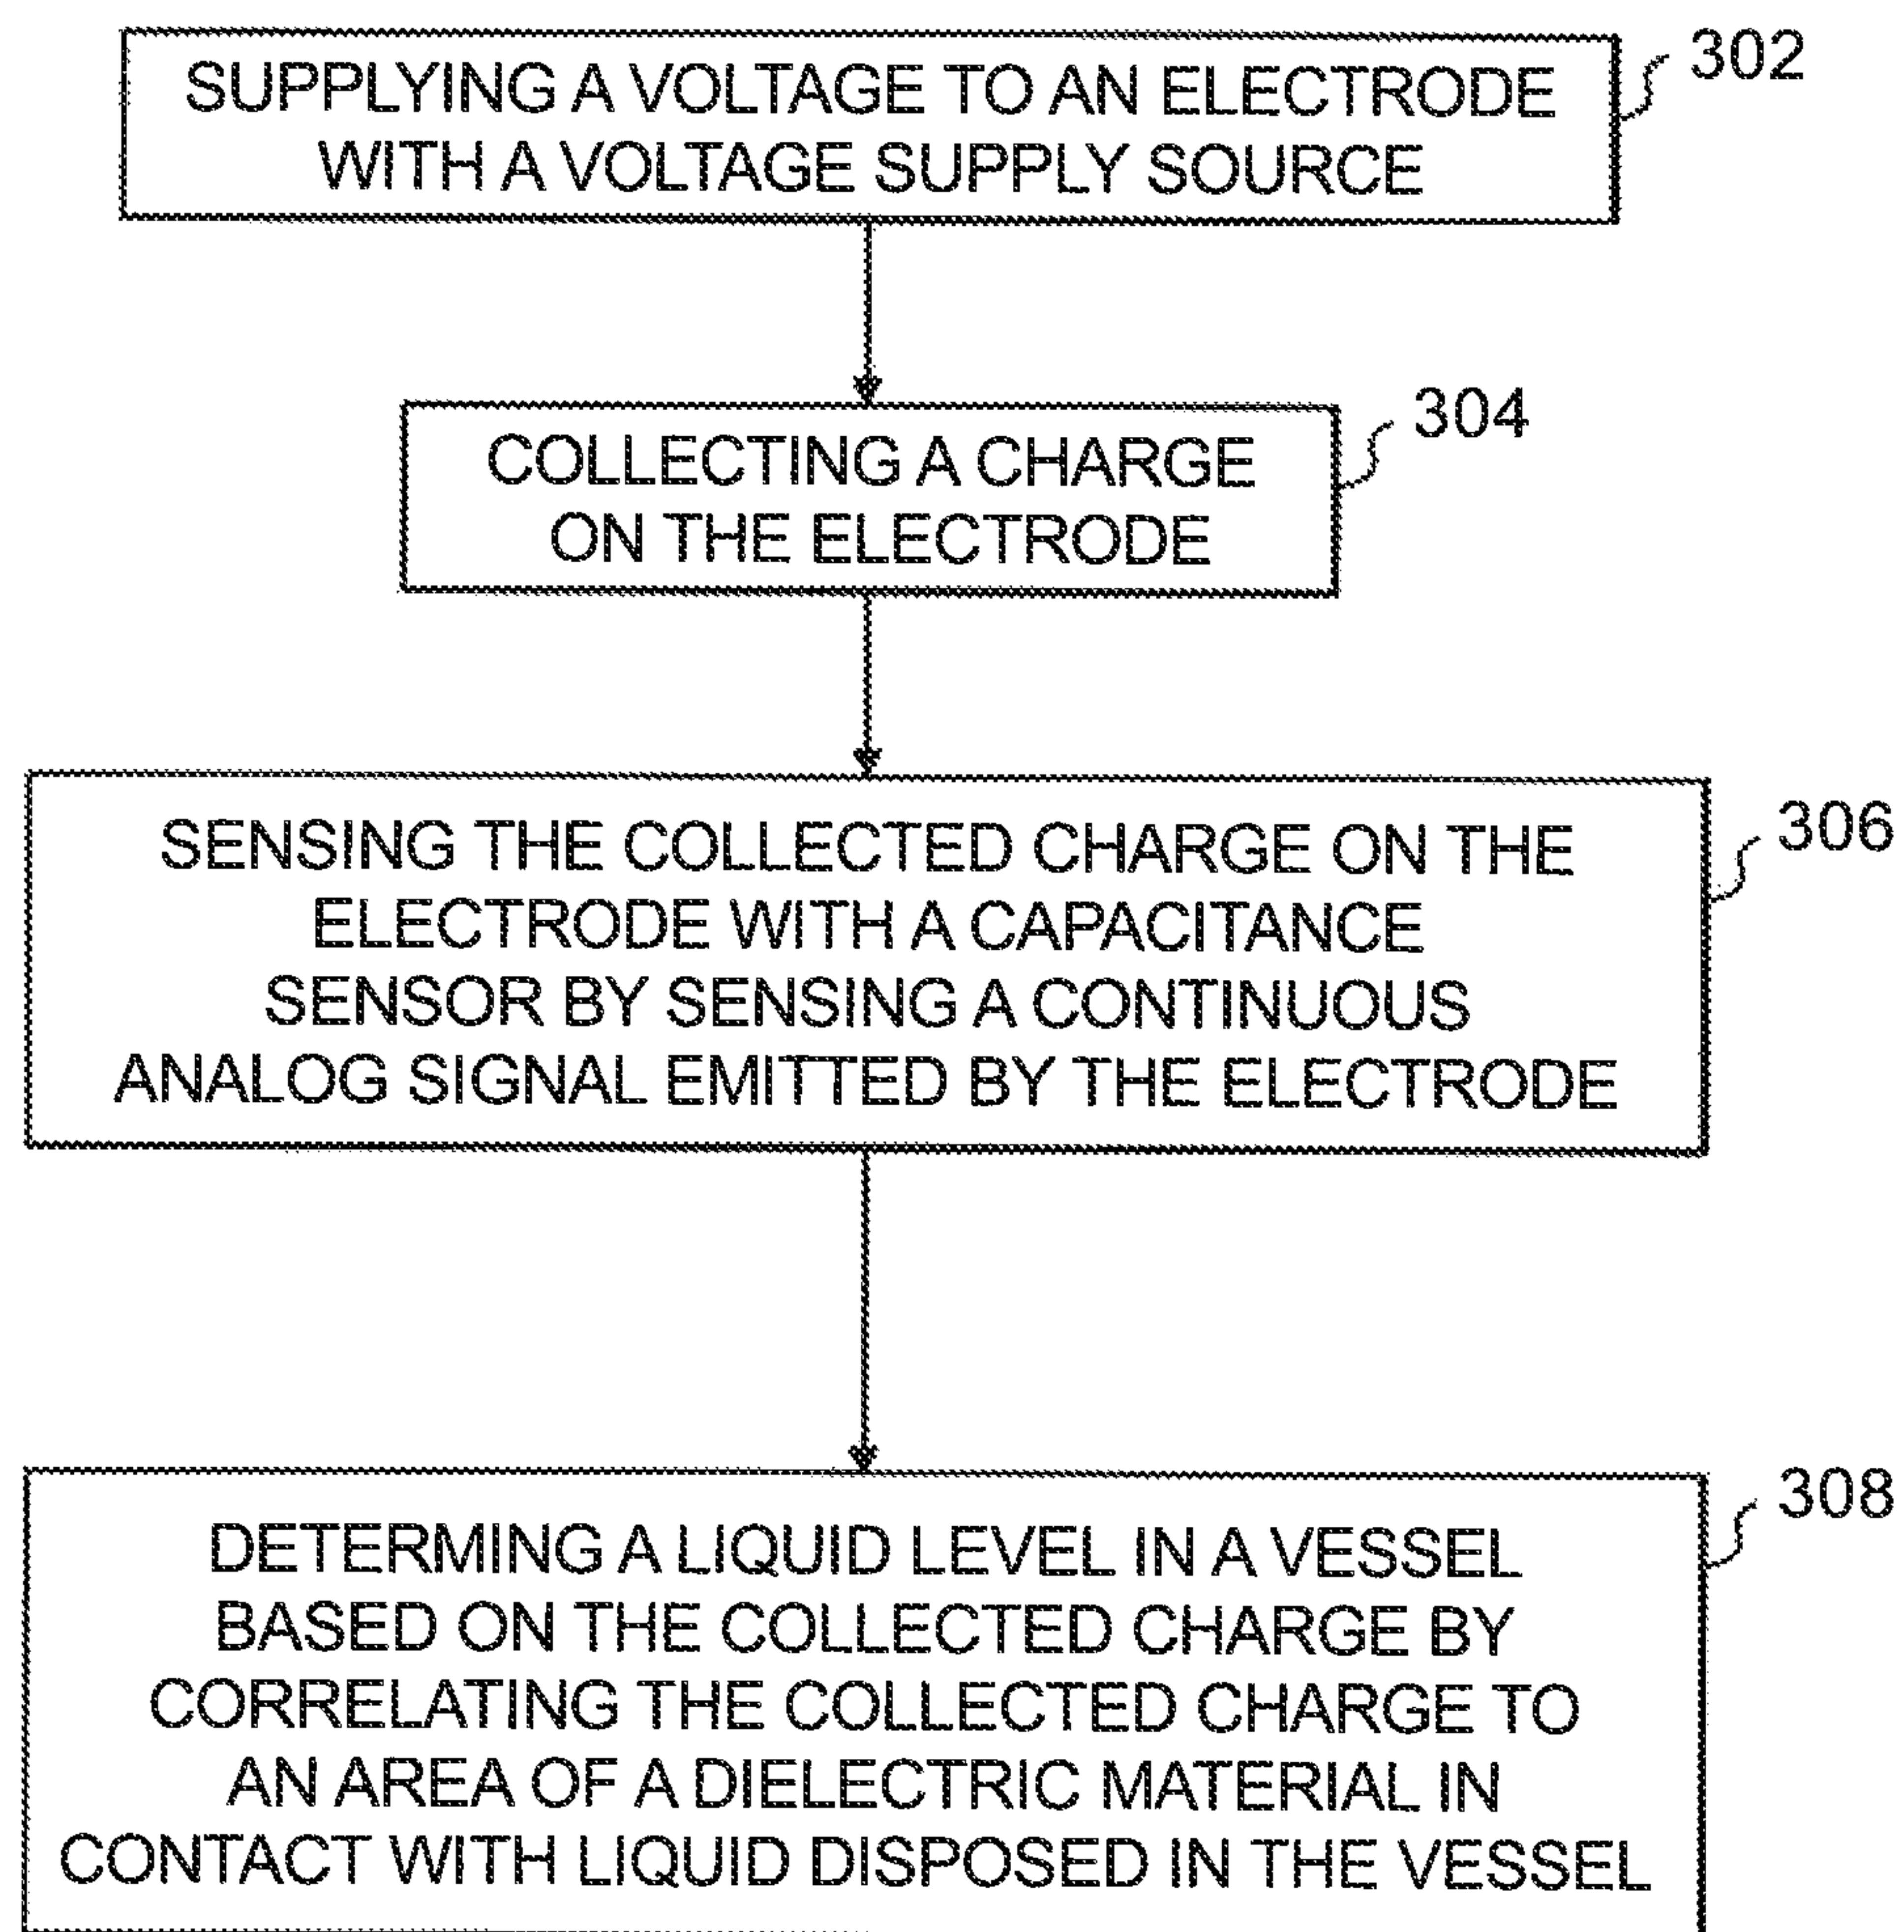 SUPPLYING A VOLTAGE TO AN ELECTRODE
WITH A VOLTAGE SUPPLY SOURCE
302
COLLECTING A CHARGE
ON THE ELECTRODE
304
SENSING THE COLLECTED CHARGE ON THE
ELECTRODE WITH A CAPACITANCE
SENSOR BY SENSING A CONTINUOUS
ANALOG SIGNAL EMITTED BY THE ELECTRODE
306
DETERMING A LIQUID LEVEL IN A VESSEL
BASED ON THE COLLECTED CHARGE BY
CORRELATING THE COLLECTED CHARGE TO
AN AREA OF A DIELECTRIC MATERIAL IN
CONTACT WITH LIQUID DISPOSED IN THE VESSEL
308